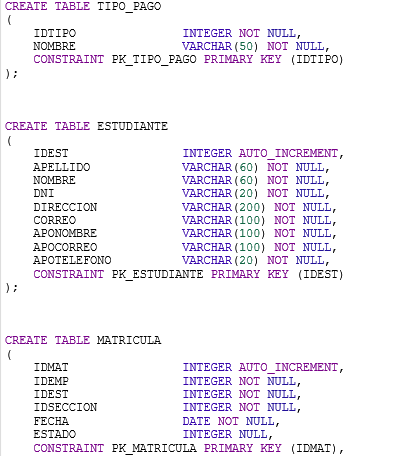 CREATE TABLE TIPO_PAGO
(
    IDTIPO                INTEGER NOT NULL,
    NOMBRE                VARCHAR(50) NOT NULL,
    CONSTRAINT PK_TIPO_PAGO PRIMARY KEY (IDTIPO)
);
CREATE TABLE ESTUDIANTE
(
    IDEST                 INTEGER AUTO_INCREMENT,
    APELLIDO              VARCHAR(60) NOT NULL,
    NOMBRE                VARCHAR(60) NOT NULL,
    DNI                   VARCHAR(20) NOT NULL,
    DIRECCION             VARCHAR(200) NOT NULL,
    CORREO                VARCHAR(100) NOT NULL,
    APONOMBRE             VARCHAR(100) NOT NULL,
    APOCORREO             VARCHAR(100) NOT NULL,
    APOTELEFONO           VARCHAR(20) NOT NULL,
    CONSTRAINT PK_ESTUDIANTE PRIMARY KEY (IDEST)
);
CREATE TABLE MATRICULA
(
    IDMAT                 INTEGER AUTO_INCREMENT,
    IDEMP                 INTEGER NOT NULL,
    IDEST                 INTEGER NOT NULL,
    IDSECCION             INTEGER NOT NULL,
    FECHA                 DATE NOT NULL,
    ESTADO                INTEGER NULL,
    CONSTRAINT PK_MATRICULA PRIMARY KEY (IDMAT),